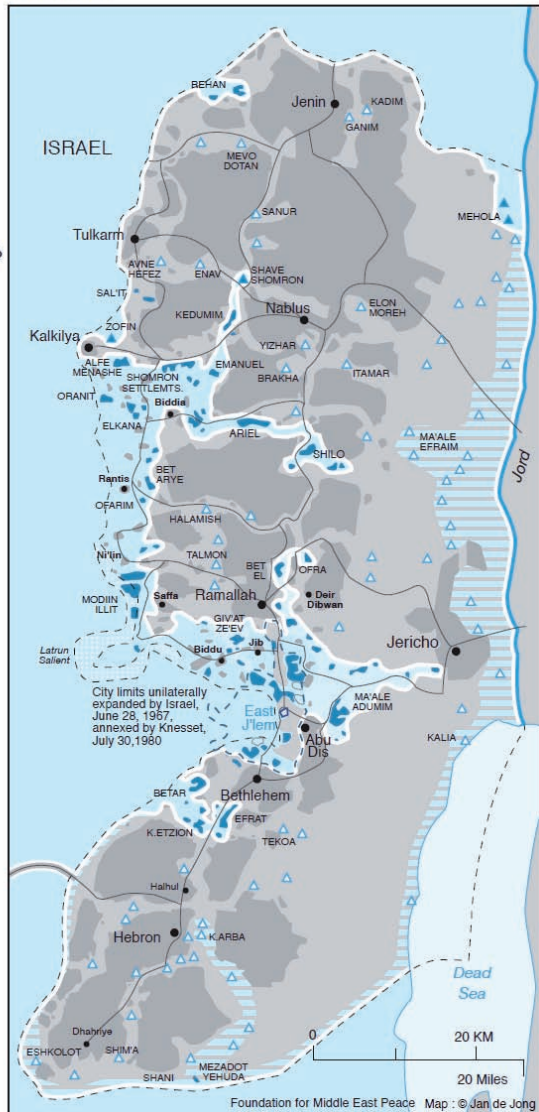 REHAN
Jenin
KADIM
GANIM
ISRAEL
MEVO
DOTAN
MEHOLA
SANUR
Tulkarm
AVNE
HEFEZ
ENAV
SHAVE
SHOMRON
SAL'IT
KEDUMIM
Nablus
ELON
MOREH
ZOFIN
Kalkilya
YIZHAR
ALFE
MENASHE
SHOMRON
SETTLEMTS.
EMANUEL
BRAKHA
ITAMAR
ORANIT
Biddia
ELKANA
ARIEL
MA'ALE
EFRAIM
SHILO
Jord
BET
ARYE
Rantis
OFARIM
HALAMISH
Ni'lin
TALMON
BET
EL
OFRA
MODIIN
ILLIT
Saffa
Ramallah
Deir
Dibwan
GIV'AT
ZE'EV
Jib
Jericho
Latrun
Salient
Biddu
City limits unilaterally
expanded by Israel,
June 28, 1967,
annexed by Knesset,
July 30,1980
East
J'lem
MA'ALE
ADUMIM
Abu
Dis
KALIA
BETAR
Bethlehem
EFRAT
K.ETZION
TEKOA
Halhul
Hebron
K.ARBA
Dead
Sea
Dhahriye
ESHKOLOT
SHIM'A
SHANI
MEZADOT
YEHUDA
0
20 KM
20 Miles
Foundation for Middle East Peace Map : © Jan de Jong